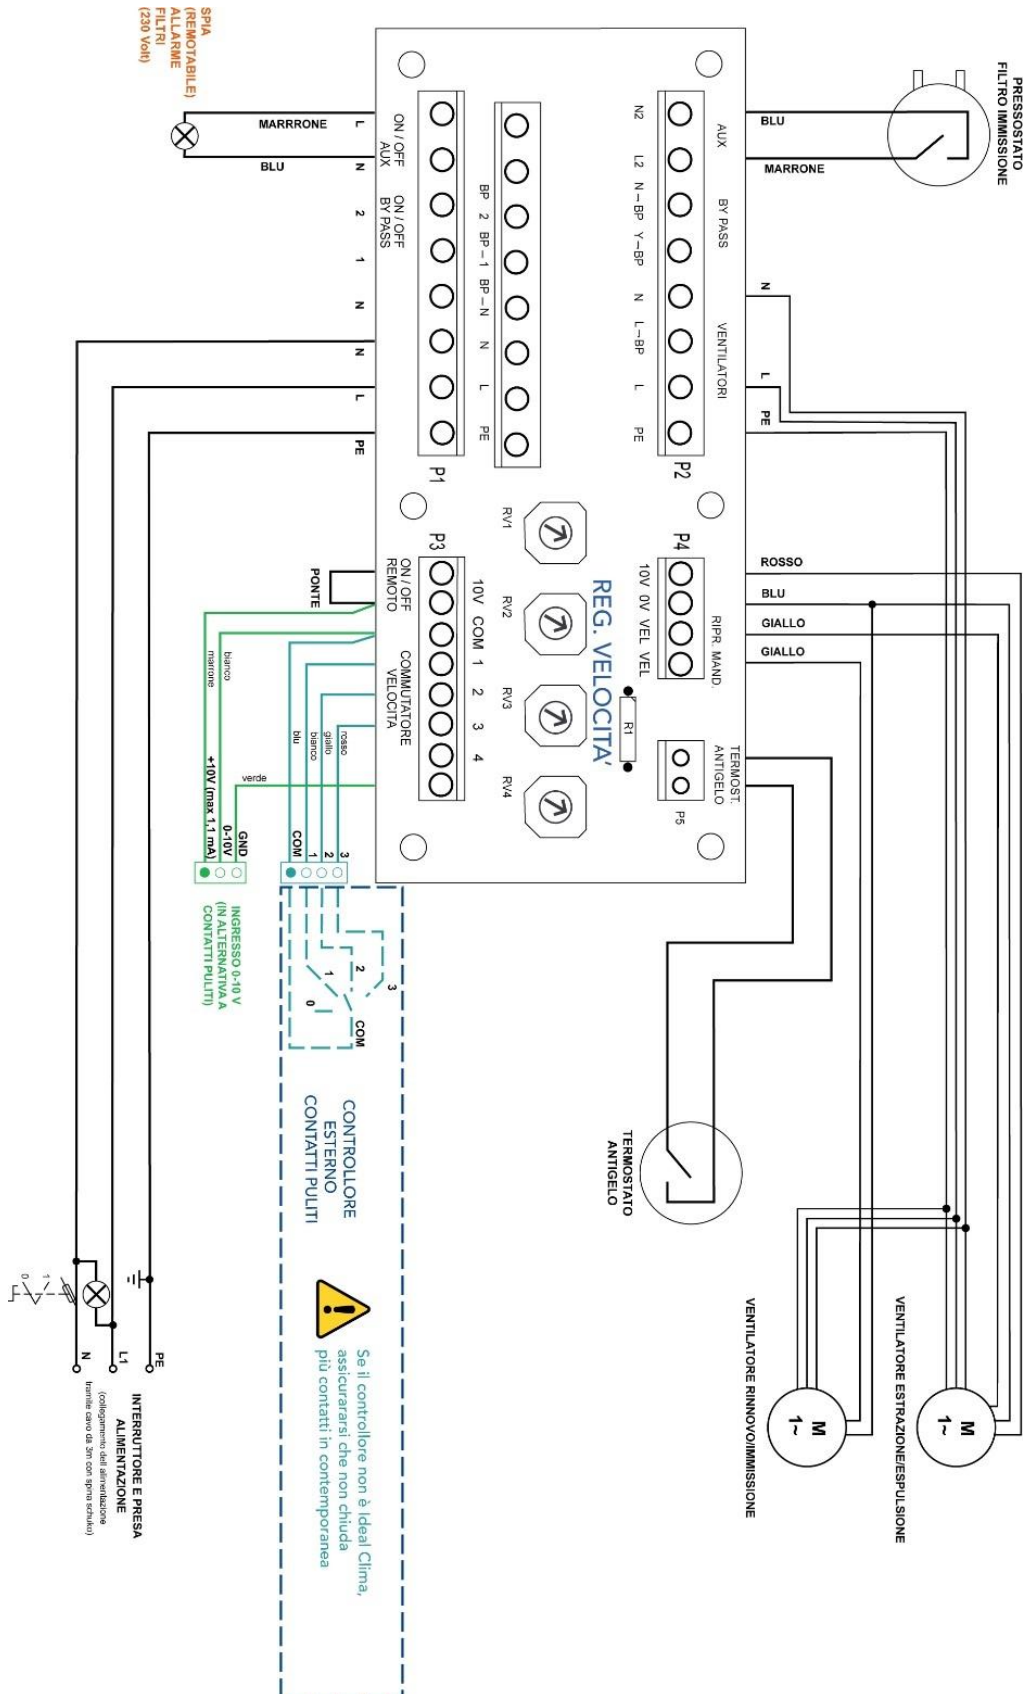 PRESSOSTATO
FILTRO IMMISSIONE
BLU
MARRONE
SPIA
(REMOTABILE)
ALLARME
FILTRI
(230 Volt)
MARRRONE
BLU
L
N
2
1
N
N
L
PE
ON / OFF
AUX
ON / OFF
BY PASS
P1
BP
2
BP – 1
BP – N
N
L
PE
N2
L2
N – BP
Y – BP
N
L – BP
L
PE
AUX
BY PASS
VENTILATORI
P2
N
L
PE
RV1
RV2
RV3
RV4
REG. VELOCITA'
R1
P3
ON / OFF
REMOTO
COMMUTATORE
VELOCITA
10V
COM
1
2
3
4
P4
10V
0V
VEL
VEL
RIPR.
MAND.
TERMOST.
ANTIGELO
P5
ROSSO
BLU
GIALLO
GIALLO
PONTE
bianco
marrone
verde
blu
bianco
giallo
rosso
GND
0-10V
+10V (max 1,1 mA)
3
2
1
COM
INGRESSO 0-10 V
(IN ALTERNATIVA A
CONTATTI PULITI)
3
2
1
0
COM
CONTROLLORE
ESTERNO
CONTATTI PULITI
Se il controllore non è Ideal Clima,
assicurararsi che non chiuda
più contatti in contemporanea
TERMOSTATO
ANTIGELO
VENTILATORE ESTRAZIONE/ESPULSIONE
M
1~
VENTILATORE RINNOVO/IMMISSIONE
M
1~
PE
L1
N
1
0
INTERRUTTORE E PRESA
ALIMENTAZIONE
(collegamento dell alimentazione
tramite cavo da 3m con spina schuko)